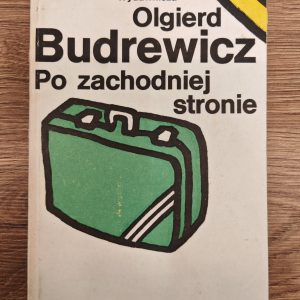 Olgierd
Budrewicz
Po zachodniej
stronie